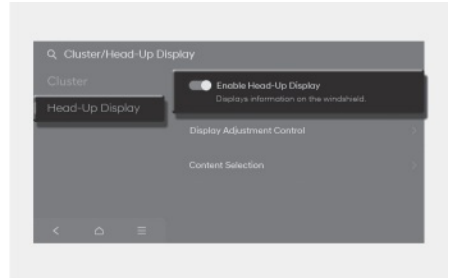 Cluster/Head-Up Display
Cluster
Head-Up Display
Enable Head-Up Display
Displays information on the windshield.
Display Adjustment Control
Content Selection